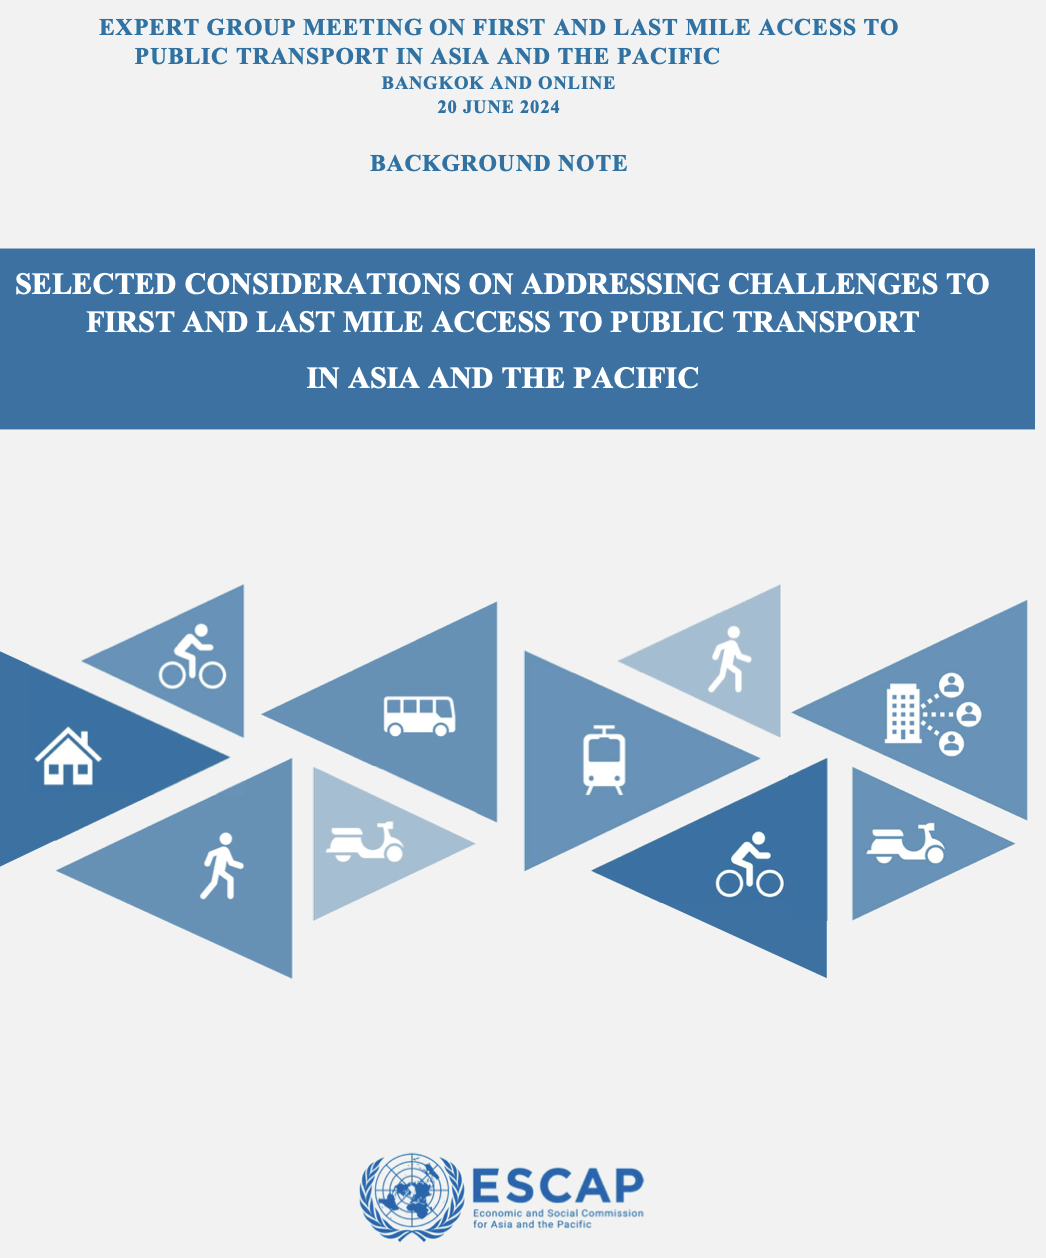 EXPERT GROUP MEETING ON FIRST AND LAST MILE ACCESS TO
PUBLIC TRANSPORT IN ASIA AND THE PACIFIC
BANGKOK AND ONLINE
20 JUNE 2024
BACKGROUND NOTE
SELECTED CONSIDERATIONS ON ADDRESSING CHALLENGES TO
FIRST AND LAST MILE ACCESS TO PUBLIC TRANSPORT
IN ASIA AND THE PACIFIC
ESCAP
Economic and Social Commission
for Asia and the Pacific